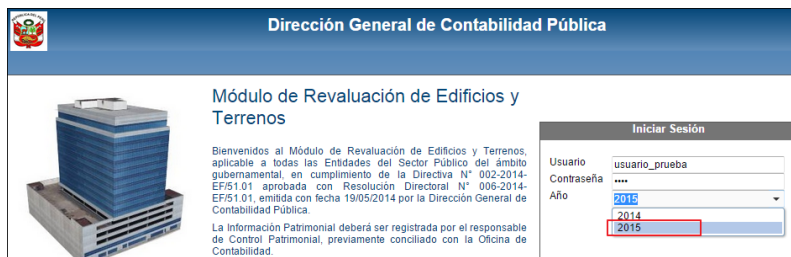 Dirección General de Contabilidad Pública
Módulo de Revaluación de Edificios y
Terrenos
Bienvenidos al Módulo de Revaluación de Edificios y Terrenos,
aplicable a todas las Entidades del Sector Público del ámbito
gubernamental, en cumplimiento de la Directiva N° 002-2014-
EF/51.01 aprobada con Resolución Directoral N° 006-2014-
EF/51.01, emitida con fecha 19/05/2014 por la Dirección General de
Contabilidad Pública.
La Información Patrimonial deberá ser registrada por el responsable
de Control Patrimonial, previamente conciliado con la Oficina de
Contabilidad.
Iniciar Sesión
Usuario usuario_prueba
Contraseña ••••
Año 2015
2014
2015